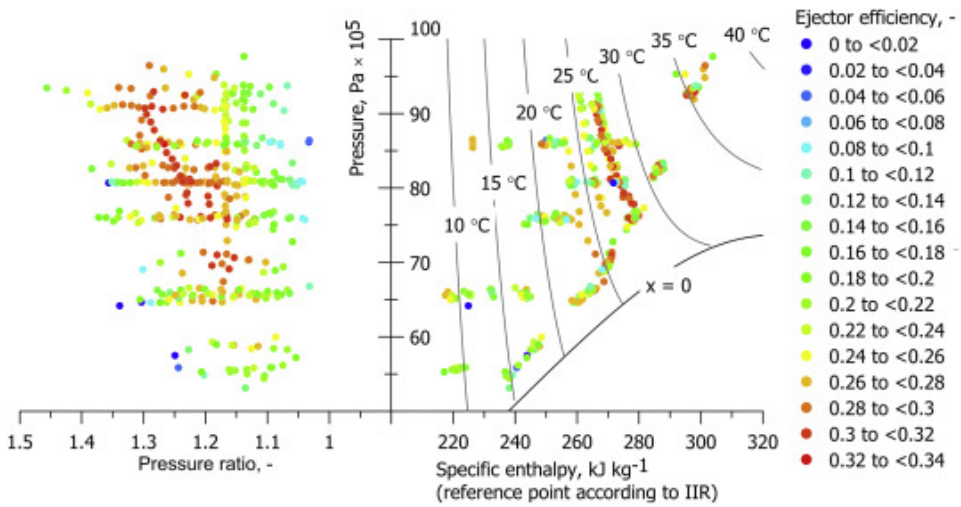 100
90
80
70
60
Pressure, Pa × 10⁵
1.5
1.4
1.3
1.2
1.1
1
Pressure ratio, -
10 °C
15 °C
20 °C
25 °C
30 °C
35 °C
40 °C
x = 0
220
240
260
280
300
320
Specific enthalpy, kJ kg⁻¹
(reference point according to IIR)
Ejector efficiency, -
0 to <0.02
0.02 to <0.04
0.04 to <0.06
0.06 to <0.08
0.08 to <0.1
0.1 to <0.12
0.12 to <0.14
0.14 to <0.16
0.16 to <0.18
0.18 to <0.2
0.2 to <0.22
0.22 to <0.24
0.24 to <0.26
0.26 to <0.28
0.28 to <0.3
0.3 to <0.32
0.32 to <0.34